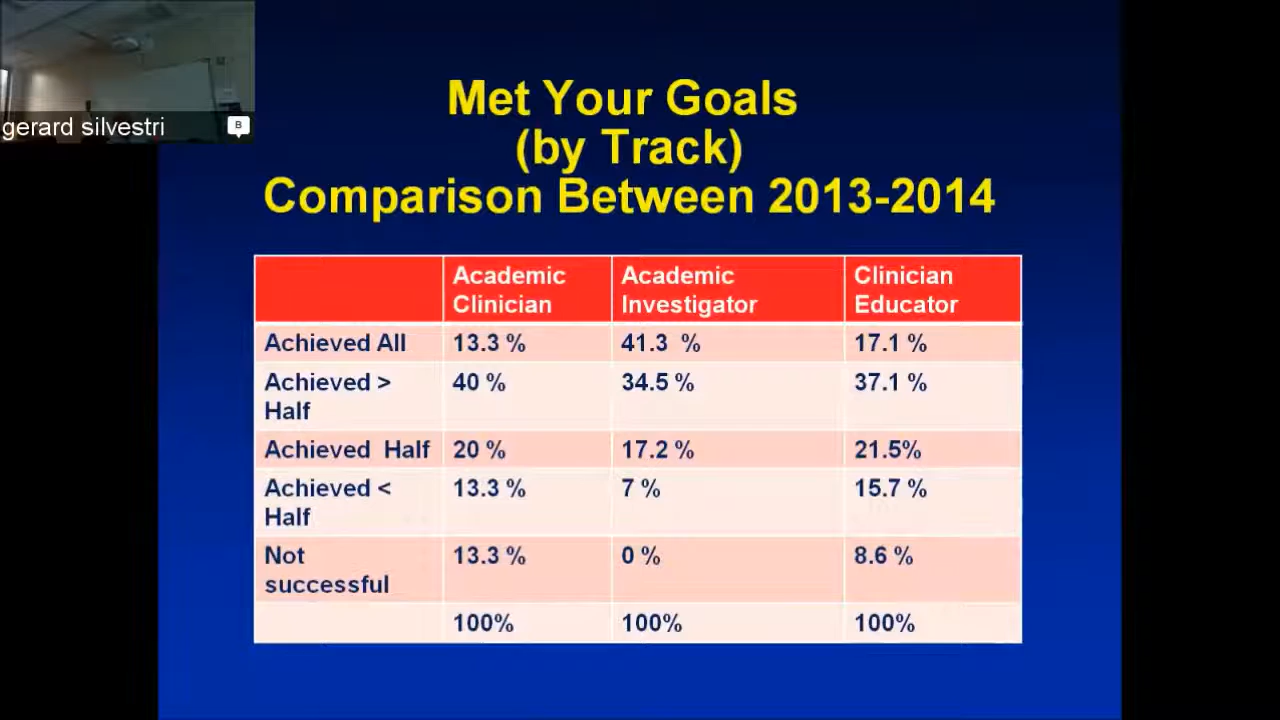 gerard silvestri
B
Met Your Goals
(by Track)
Comparison Between 2013-2014
Academic Clinician
Academic Investigator
Clinician Educator
Achieved All 13.3 % 41.3 % 17.1 %
Achieved > Half 40 % 34.5 % 37.1 %
Achieved Half 20 % 17.2 % 21.5%
Achieved < Half 13.3 % 7 % 15.7 %
Not successful 13.3 % 0 % 8.6 %
100% 100% 100%